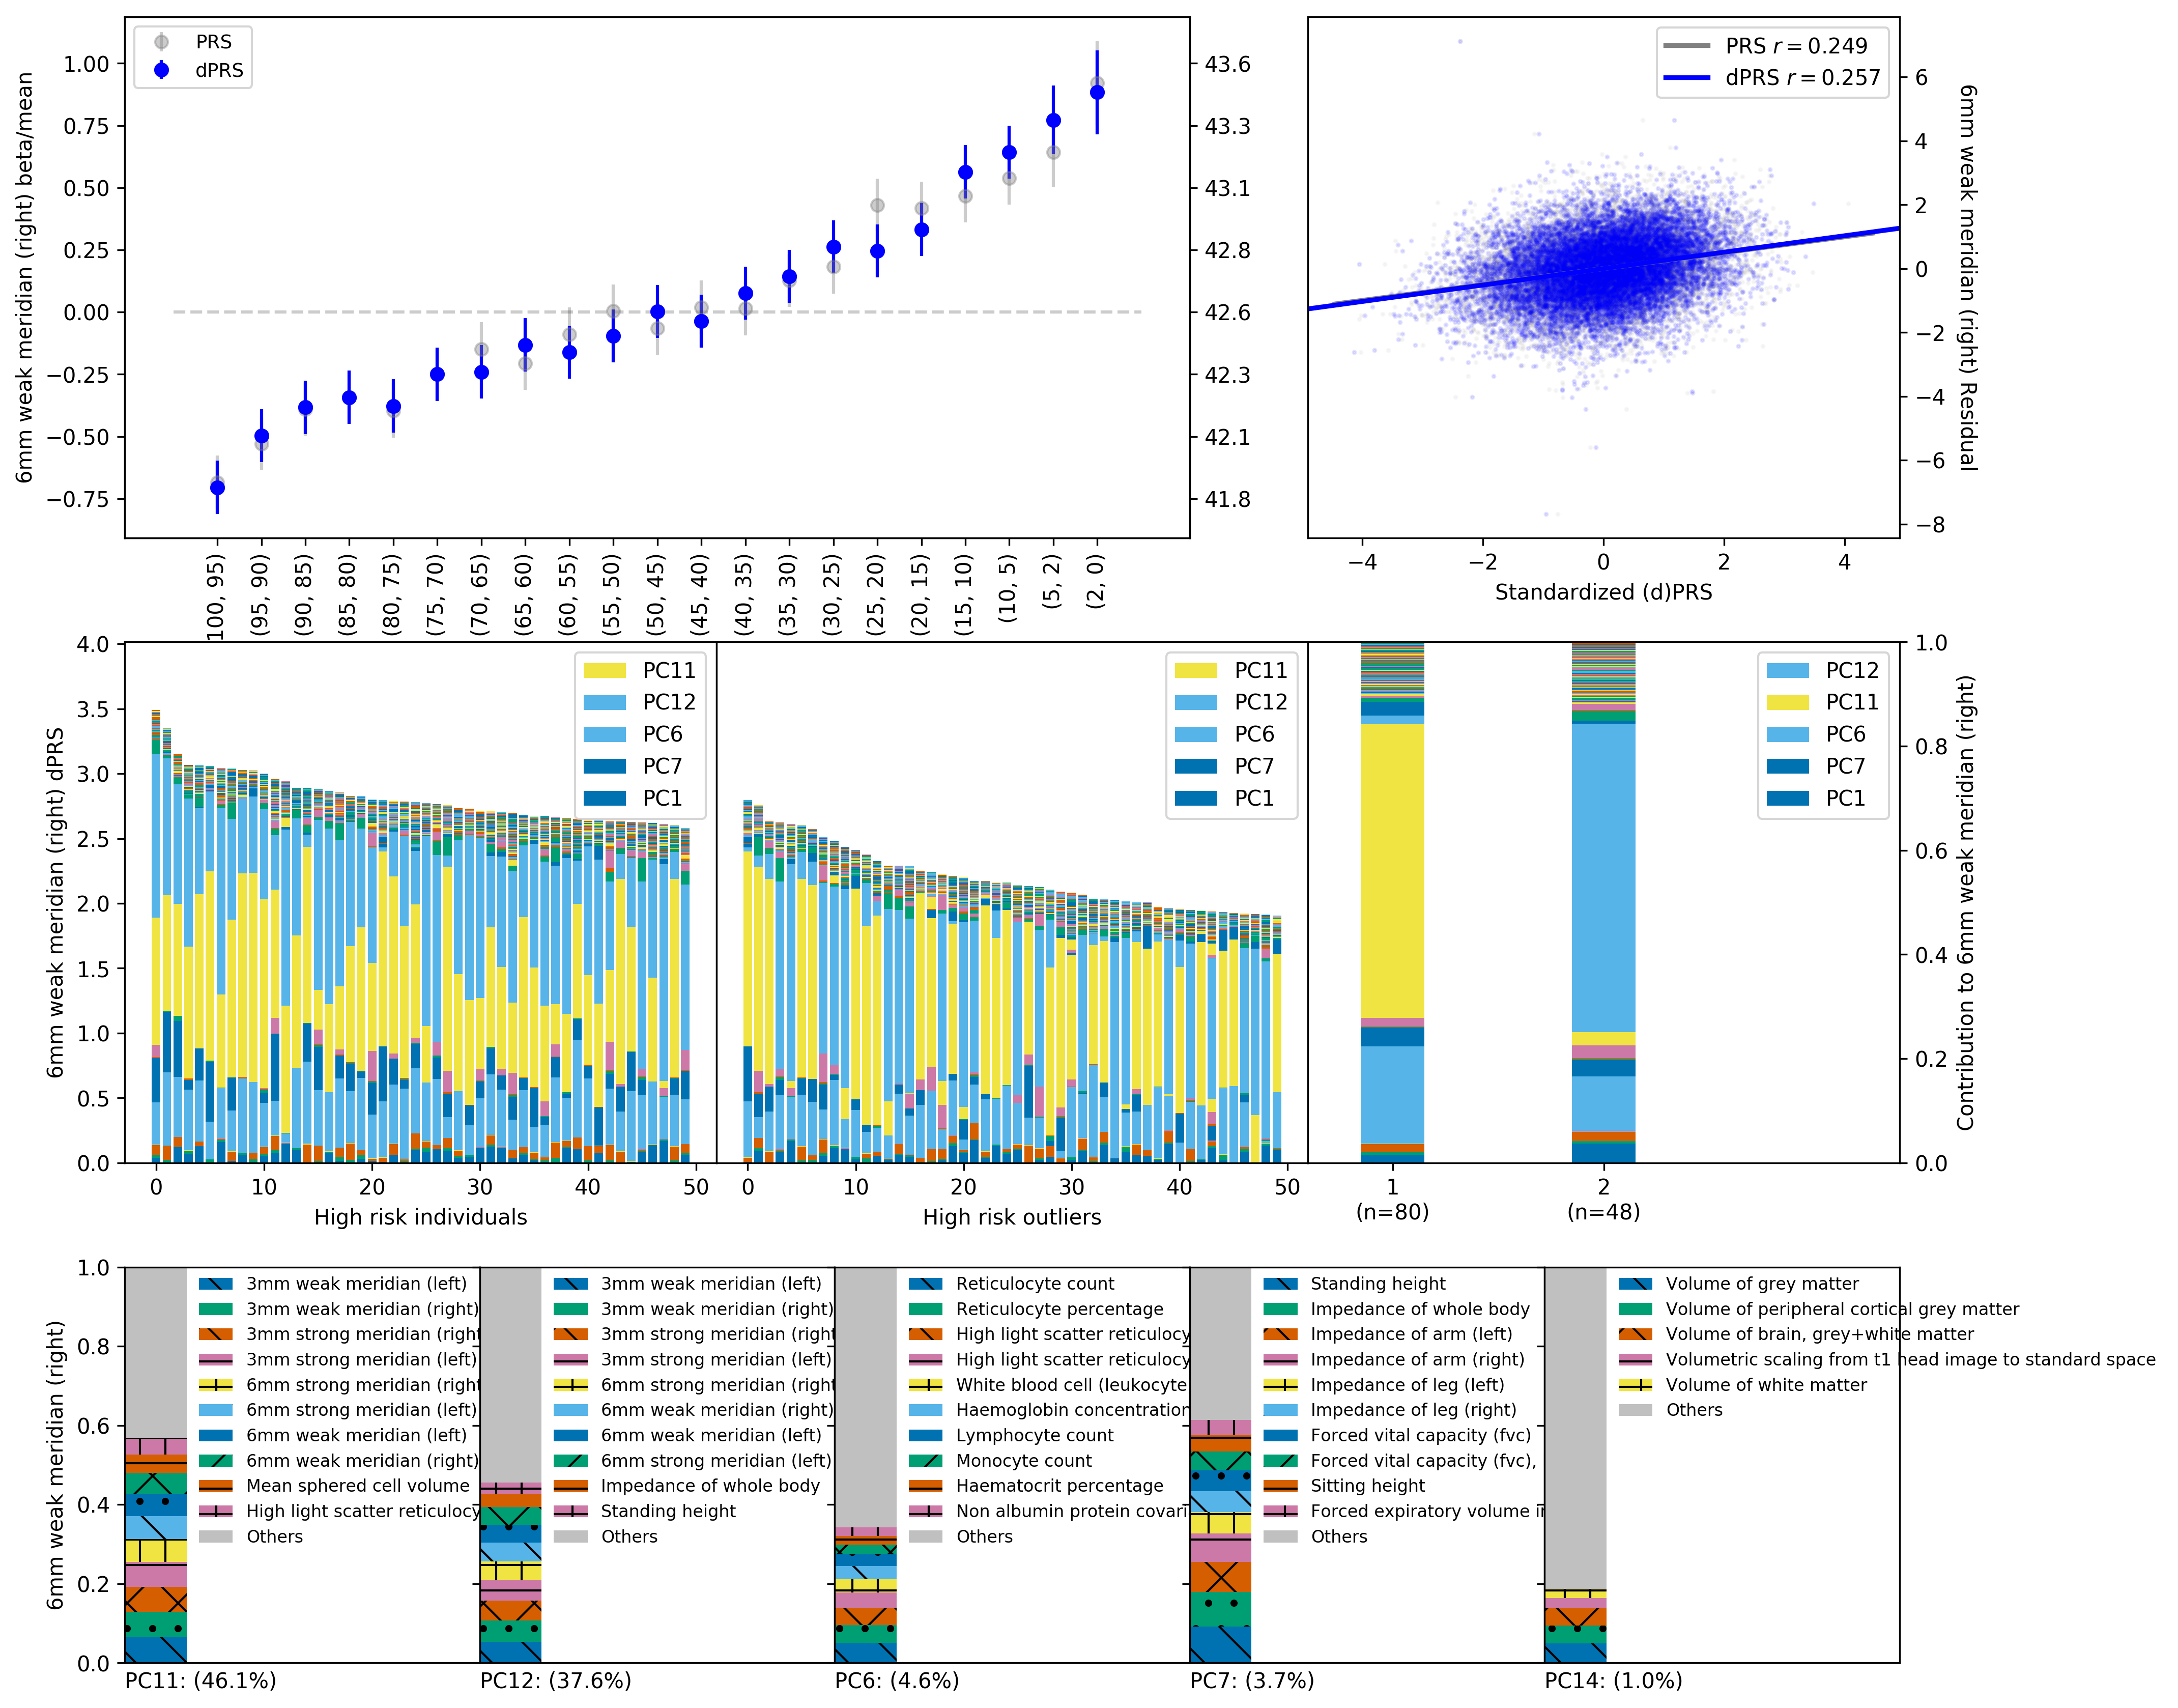 PRS
dPRS
1.00
0.75
0.50
0.25
0.00
−0.25
−0.50
−0.75
6mm weak meridian (right) beta/mean
43.6
43.3
43.1
42.8
42.6
42.3
42.1
41.8
100, 95)
(95, 90)
(90, 85)
(85, 80)
(80, 75)
(75, 70)
(70, 65)
(65, 60)
(60, 55)
(55, 50)
(50, 45)
(45, 40)
(40, 35)
(35, 30)
(30, 25)
(25, 20)
(20, 15)
(15, 10)
(10, 5)
(5, 2)
(2, 0)
PRS r = 0.249
dPRS r = 0.257
6
4
2
0
−2
−4
−6
−8
6mm weak meridian (right) Residual
−4
−2
0
2
4
Standardized (d)PRS
4.0
3.5
3.0
2.5
2.0
1.5
1.0
0.5
0.0
6mm weak meridian (right) dPRS
PC11
PC12
PC6
PC7
PC1
0
10
20
30
40
50
High risk individuals
PC11
PC12
PC6
PC7
PC1
0
10
20
30
40
50
High risk outliers
PC12
PC11
PC6
PC7
PC1
1
(n=80)
2
(n=48)
1.0
0.8
0.6
0.4
0.2
0.0
Contribution to 6mm weak meridian (right)
1.0
0.8
0.6
0.4
0.2
0.0
6mm weak meridian (right)
3mm weak meridian (left)
3mm weak meridian (right)
3mm strong meridian (right
3mm strong meridian (left)
6mm strong meridian (right
6mm strong meridian (left)
6mm weak meridian (left)
6mm weak meridian (right)
Mean sphered cell volume
High light scatter reticulocy
Others
PC11: (46.1%)
3mm weak meridian (left)
3mm weak meridian (right)
3mm strong meridian (right
3mm strong meridian (left)
6mm strong meridian (right
6mm weak meridian (right)
6mm weak meridian (left)
6mm strong meridian (left)
Impedance of whole body
Standing height
Others
PC12: (37.6%)
Reticulocyte count
Reticulocyte percentage
High light scatter reticulocy
High light scatter reticulocy
White blood cell (leukocyte
Haemoglobin concentration
Lymphocyte count
Monocyte count
Haematocrit percentage
Non albumin protein covari
Others
PC6: (4.6%)
Standing height
Impedance of whole body
Impedance of arm (left)
Impedance of arm (right)
Impedance of leg (left)
Impedance of leg (right)
Forced vital capacity (fvc)
Forced vital capacity (fvc),
Sitting height
Forced expiratory volume i
Others
PC7: (3.7%)
Volume of grey matter
Volume of peripheral cortical grey matter
Volume of brain, grey+white matter
Volumetric scaling from t1 head image to standard space
Volume of white matter
Others
PC14: (1.0%)